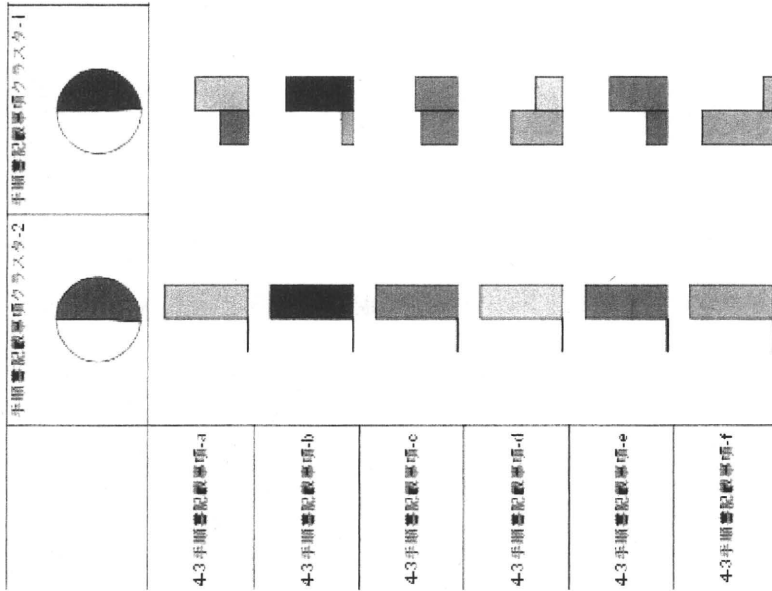 手順書記載事項クラスタ-2
手順書記載事項クラスタ-1
4-3 手順書記載事項-a
4-3 手順書記載事項-b
4-3 手順書記載事項-c
4-3 手順書記載事項-d
4-3 手順書記載事項-e
4-3 手順書記載事項-f